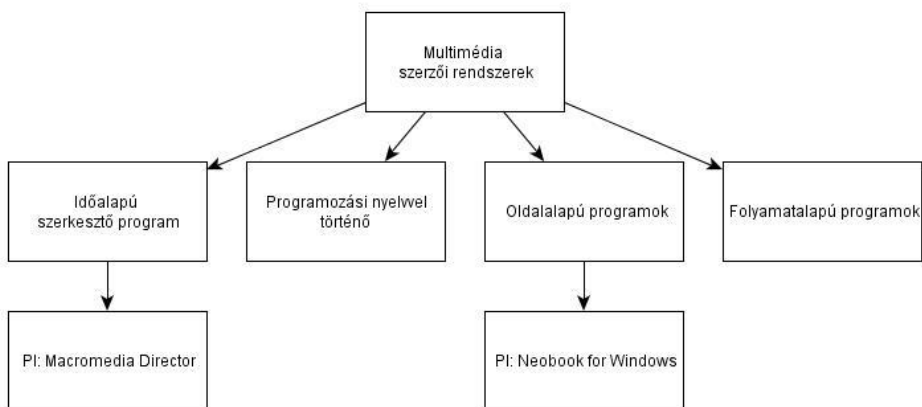 Multimédia
szerzői rendszerek
Időalapú
szerkesztő program
Programozási nyelvvel
történő
Oldalalapú programok
Folyamatalapú programok
Pl: Macromedia Director
Pl: Neobook for Windows